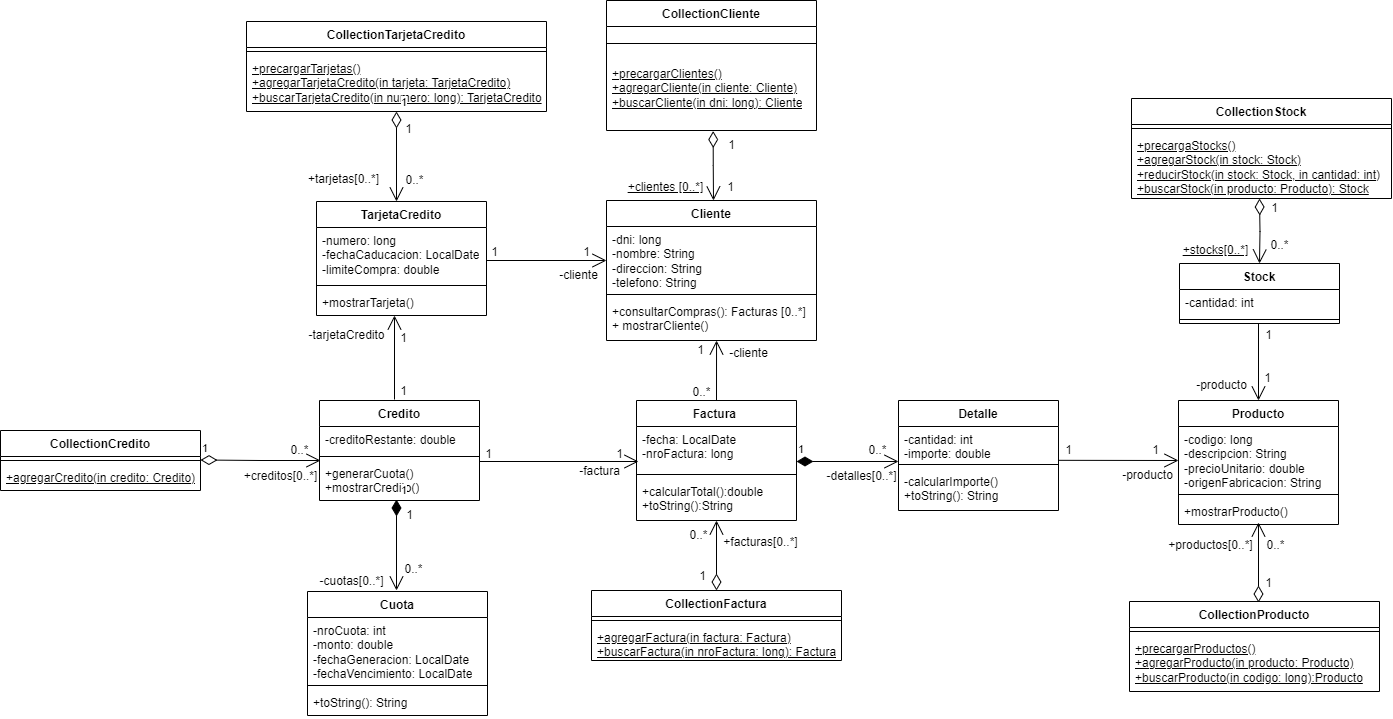 CollectionTarjetaCredito
+precargarTarjetas()
+agregarTarjetaCredito(in tarjeta: TarjetaCredito)
+buscarTarjetaCredito(in numero: long): TarjetaCredito
1
+tarjetas[0..*]
0..*
CollectionCliente
+precargarClientes()
+agregarCliente(in cliente: Cliente)
+buscarCliente(in dni: long): Cliente
1
+clientes [0..*]
1
CollectionStock
+precargaStocks()
+agregarStock(in stock: Stock)
+reducirStock(in stock: Stock, in cantidad: int)
+buscarStock(in producto: Producto): Stock
1
+stocks[0..*]
0..*
TarjetaCredito
-numero: long
-fechaCaducacion: LocalDate
-limiteCompra: double
+mostrarTarjeta()
1
1
-cliente
Cliente
-dni: long
-nombre: String
-direccion: String
-telefono: String
+consultarCompras(): Facturas [0..*]
+ mostrarCliente()
Stock
-cantidad: int
1
-producto
1
-tarjetaCredito
1
1
1
-cliente
0..*
CollectionCredito
+agregarCredito(in credito: Credito)
1
0..*
+creditos[0..*]
Credito
-creditoRestante: double
+generarCuota()
+mostrarCredito()
1
1
-factura
Factura
-fecha: LocalDate
-nroFactura: long
+calcularTotal():double
+toString():String
1
0..*
-detalles[0..*]
Detalle
-cantidad: int
-importe: double
-calcularImporte()
+toString(): String
1
1
-producto
Producto
-codigo: long
-descripcion: String
-precioUnitario: double
-origenFabricacion: String
+mostrarProducto()
1
-cuotas[0..*]
0..*
0..*
+facturas[0..*]
1
+productos[0..*]
0..*
1
Cuota
-nroCuota: int
-monto: double
-fechaGeneracion: LocalDate
-fechaVencimiento: LocalDate
+toString(): String
CollectionFactura
+agregarFactura(in factura: Factura)
+buscarFactura(in nroFactura: long): Factura
CollectionProducto
+precargarProductos()
+agregarProducto(in producto: Producto)
+buscarProducto(in codigo: long):Producto